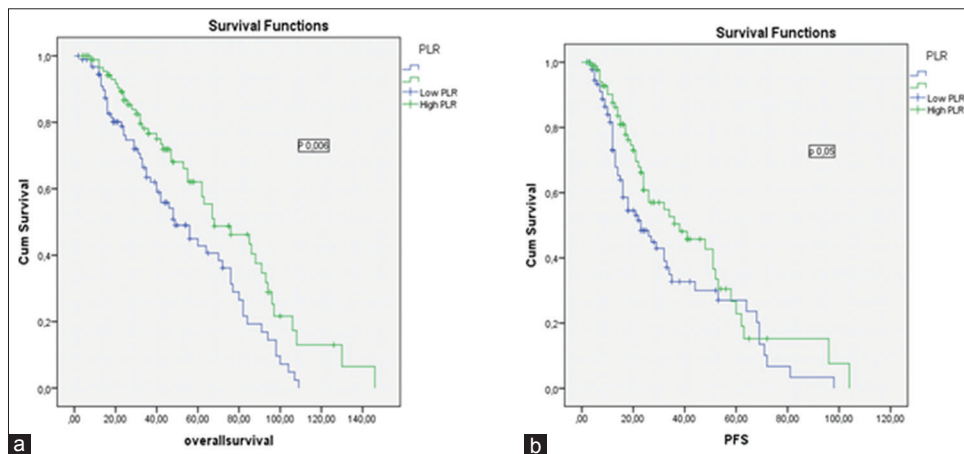 Survival Functions
PLR
Low PLR
High PLR
P 0,006
1,0
0,8
0,6
0,4
0,2
0,0
Cum Survival
,00 20,00 40,00 60,00 80,00 100,00 120,00 140,00
overallsurvival
a
Survival Functions
PLR
Low PLR
High PLR
p 0,05
1,0
0,8
0,6
0,4
0,2
0,0
Cum Survival
,00 20,00 40,00 60,00 80,00 100,00 120,00
PFS
b